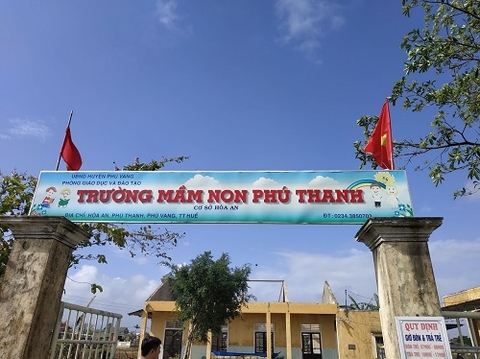 UBND HUYỆN PHÚ VANG
PHÒNG GIÁO DỤC VÀ ĐÀO TẠO
TRƯỜNG MẦM NON PHÚ THANH
CƠ SỞ HÒA AN
ĐỊA CHỈ: HÒA AN, PHÚ THANH, PHÚ VANG, TT HUẾ
ĐT: 0234.3850701
QUY ĐỊNH
GIỜ ĐÓN & TRẢ TRẺ